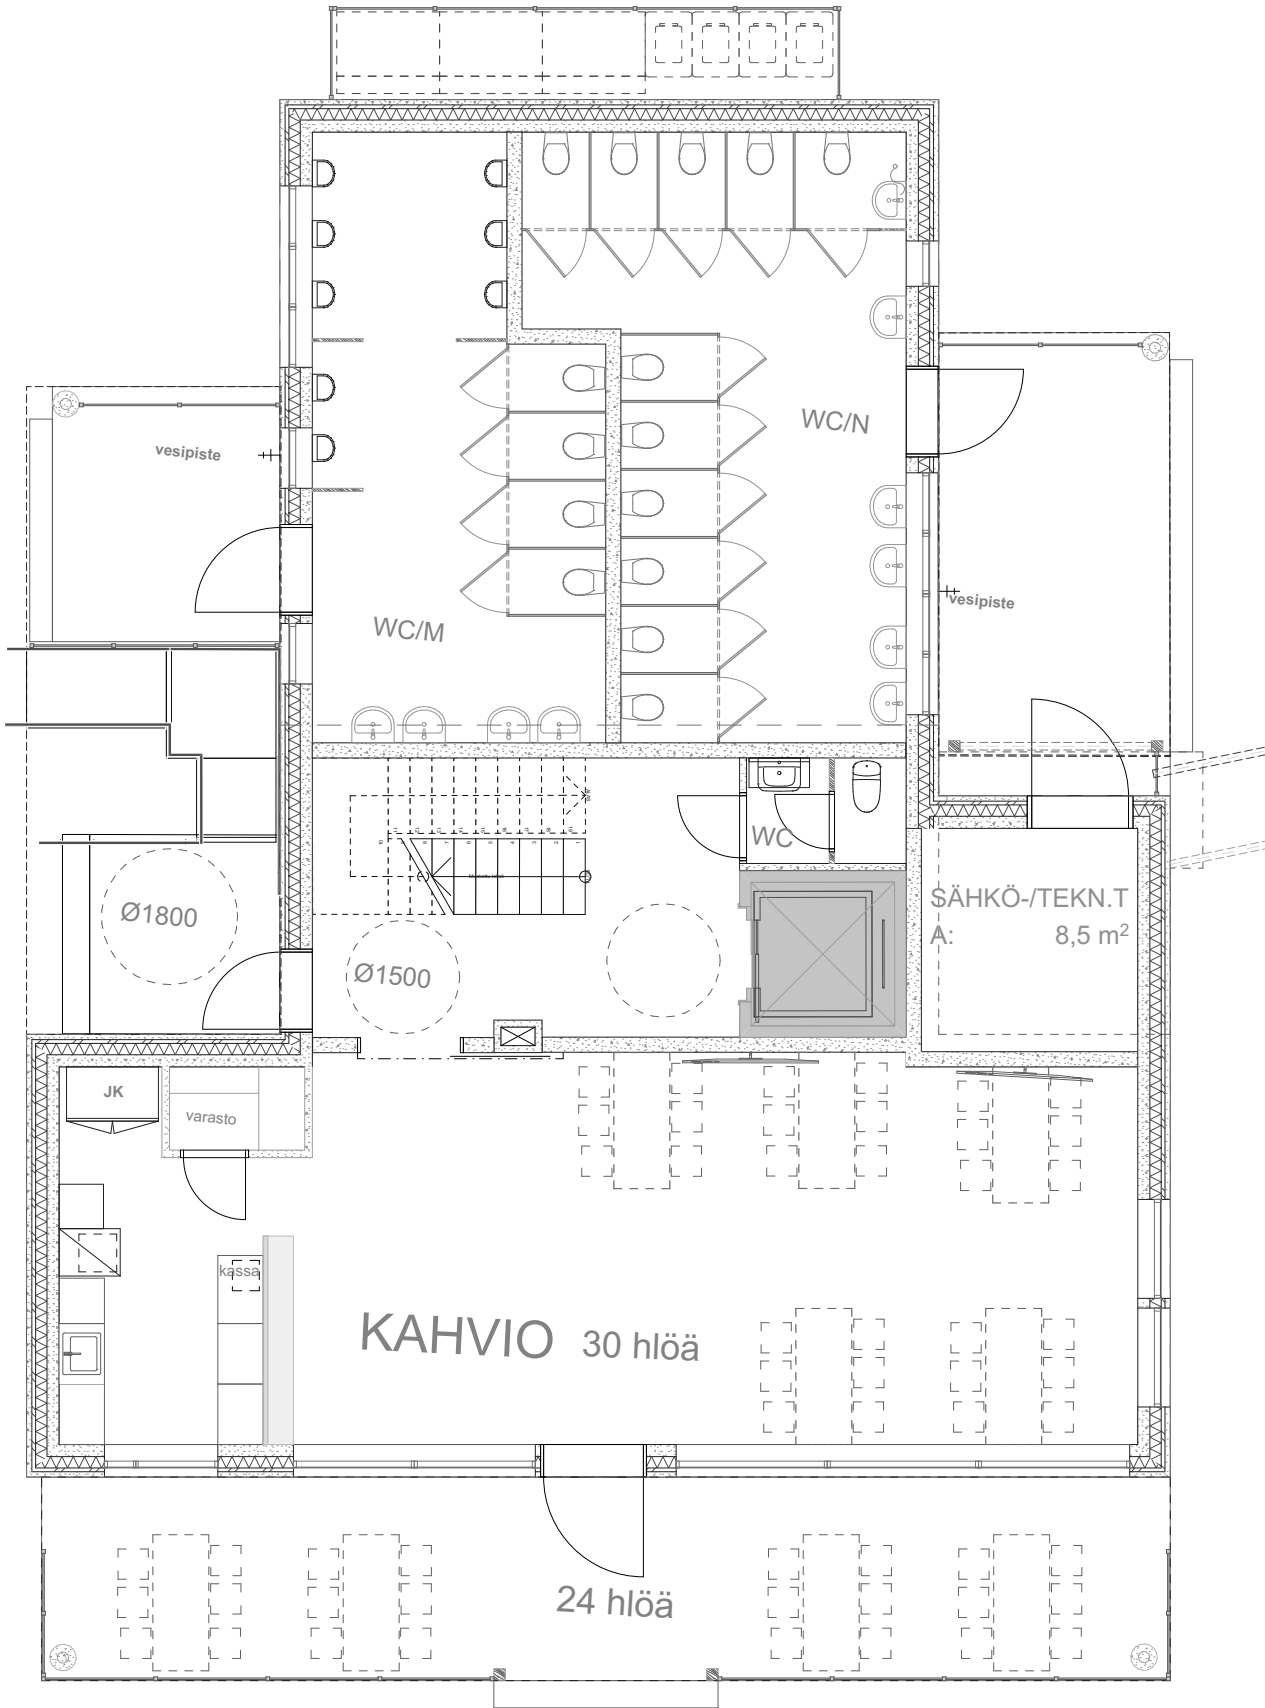 WC/N
vesipiste
vesipiste
WC/M
WC
SÄHKÖ-/TEKN.T
A: 8,5 m²
Ø1800
Ø1500
JK
varasto
kassa
KAHVIO 30 hlöä
24 hlöä